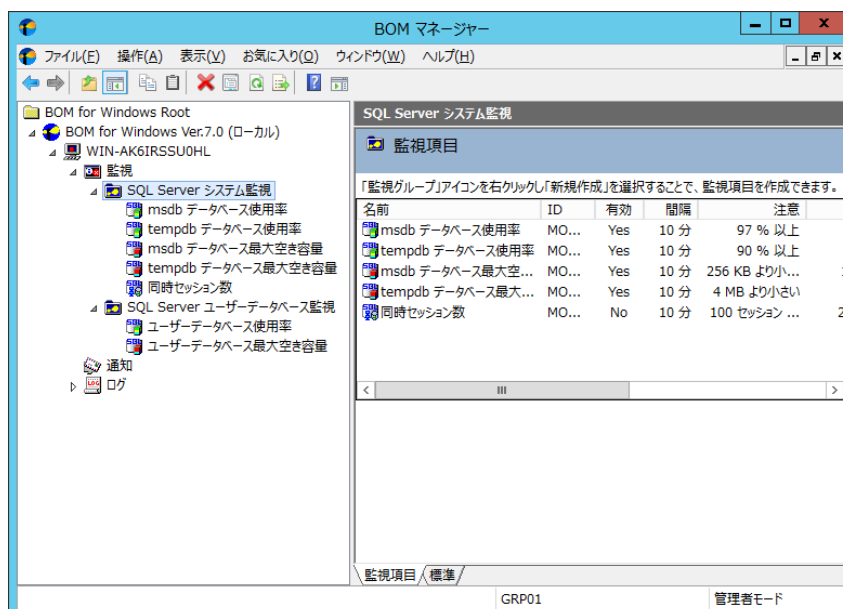 BOM マネージャー
ファイル(F) 操作(A) 表示(V) お気に入り(O) ウィンドウ(W) ヘルプ(H)
BOM for Windows Root
BOM for Windows Ver.7.0 (ローカル)
WIN-AK6IRSSU0HL
監視
SQL Server システム監視
msdb データベース使用率
tempdb データベース使用率
msdb データベース最大空き容量
tempdb データベース最大空き容量
同時セッション数
SQL Server ユーザーデータベース監視
ユーザーデータベース使用率
ユーザーデータベース最大空き容量
通知
ログ
SQL Server システム監視
監視項目
「監視グループ」アイコンを右クリックし「新規作成」を選択することで、監視項目を作成できます。
名前 ID 有効 間隔 注意
msdb データベース使用率 MO... Yes 10 分 97 % 以上
tempdb データベース使用率 MO... Yes 10 分 90 % 以上
msdb データベース最大空... MO... Yes 10 分 256 KB より小...
tempdb データベース最大... MO... Yes 10 分 4 MB より小さい
同時セッション数 MO... No 10 分 100 セッション ... 2
監視項目 標準
GRP01 管理者モード